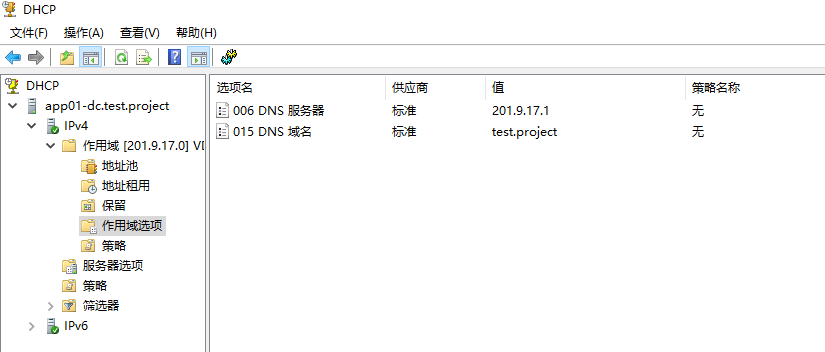 DHCP
文件(F) 操作(A) 查看(V) 帮助(H)
DHCP
app01-dc.test.project
IPv4
作用域 [201.9.17.0] VD
地址池
地址租用
保留
作用域选项
策略
服务器选项
策略
筛选器
IPv6
选项名 供应商 值 策略名称
006 DNS 服务器 标准 201.9.17.1 无
015 DNS 域名 标准 test.project 无